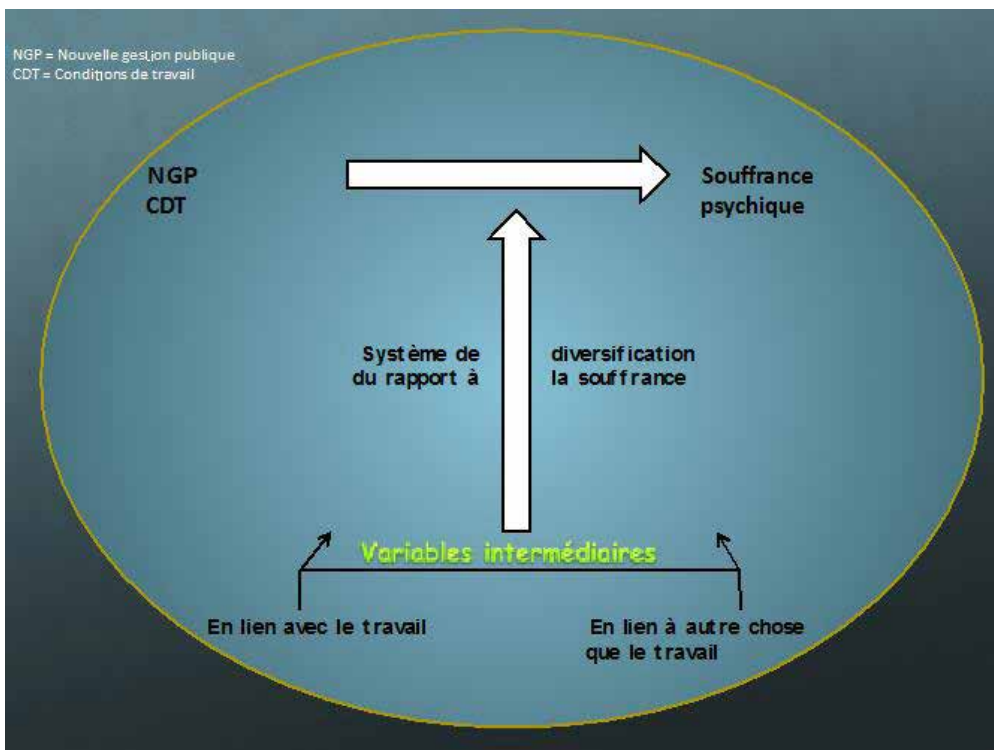 NGP = Nouvelle gestion publique
CDT = Conditions de travail
NGP
CDT
Souffrance
psychique
Système de diversification
du rapport à la souffrance
Variables intermédiaires
En lien avec le travail
En lien à autre chose
que le travail